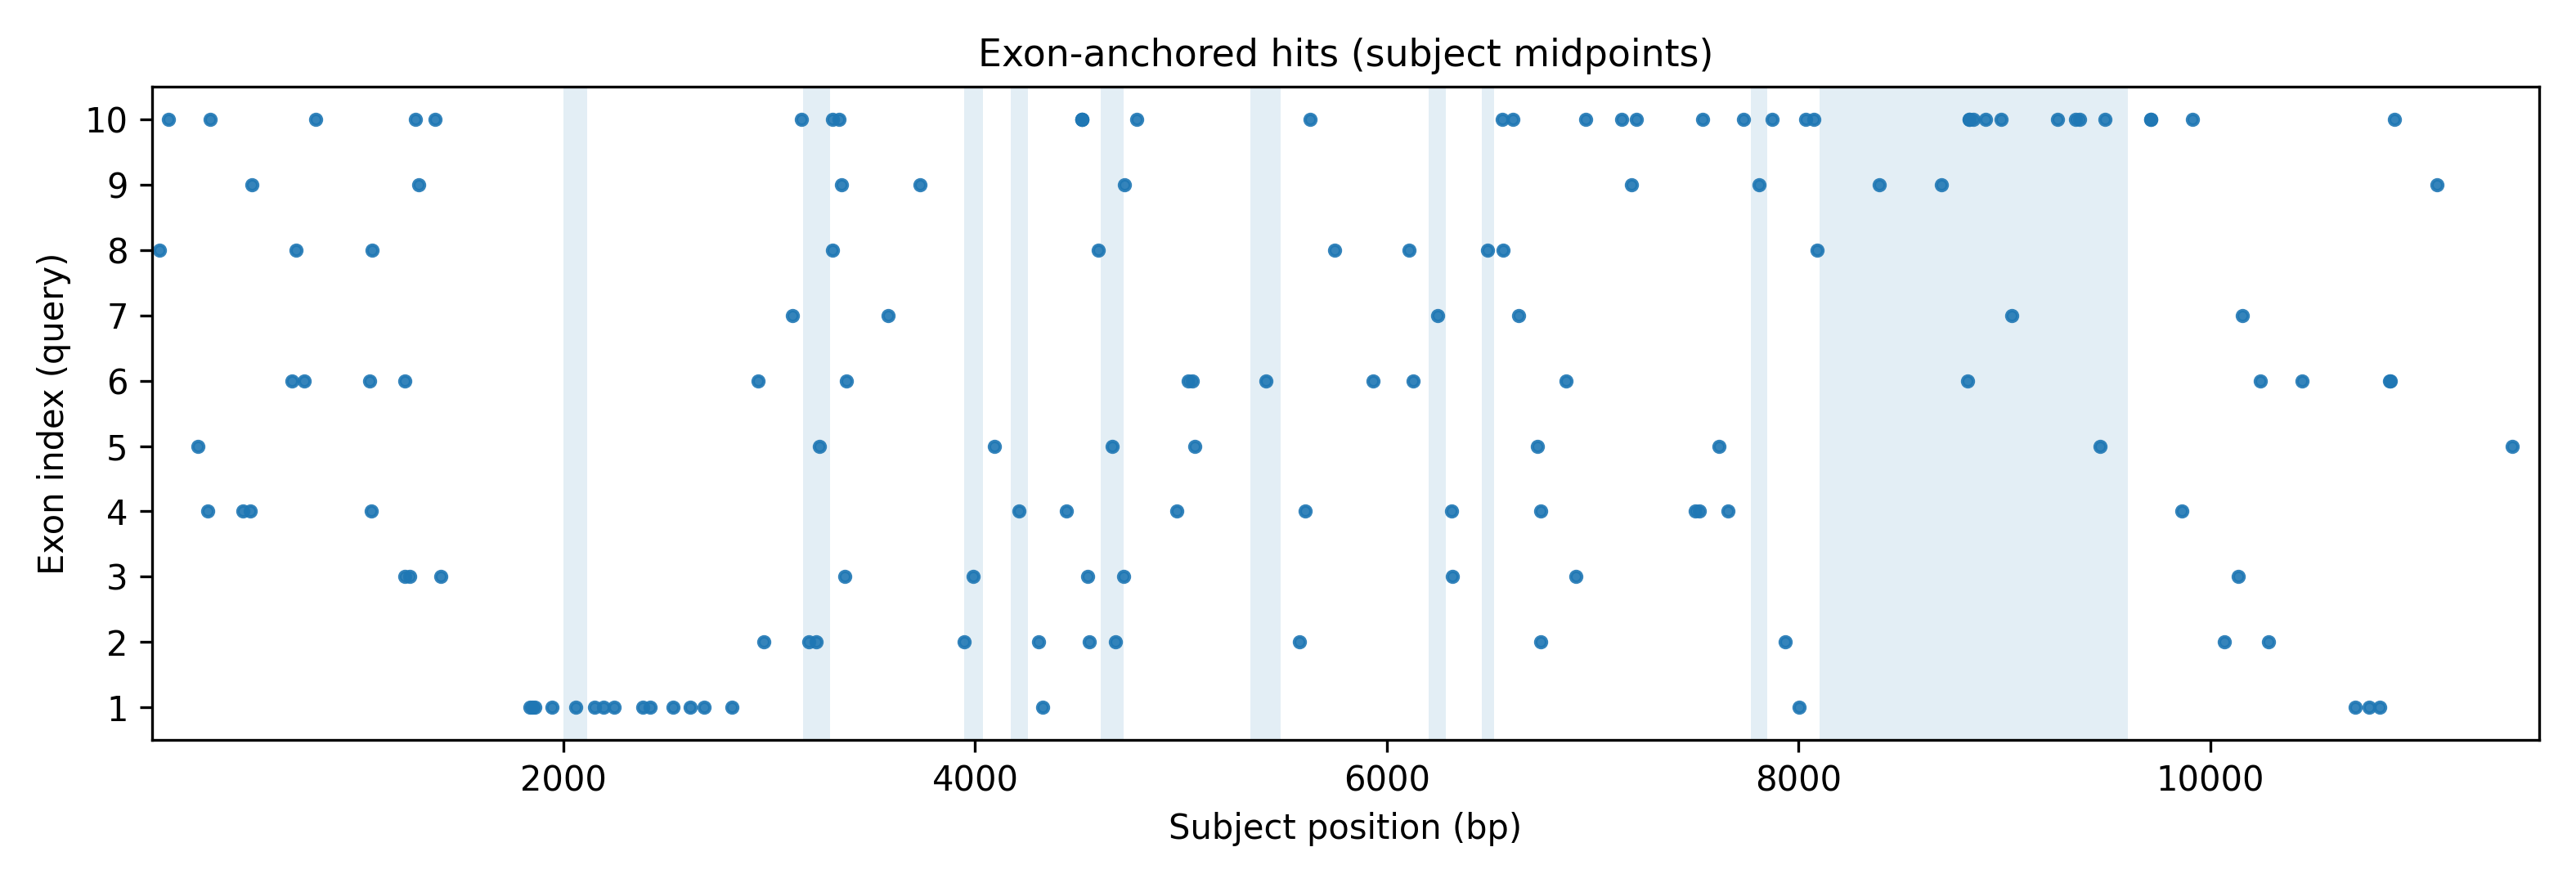 Exon-anchored hits (subject midpoints)
Exon index (query)
10
9
8
7
6
5
4
3
2
1
2000 4000 6000 8000 10000
Subject position (bp)